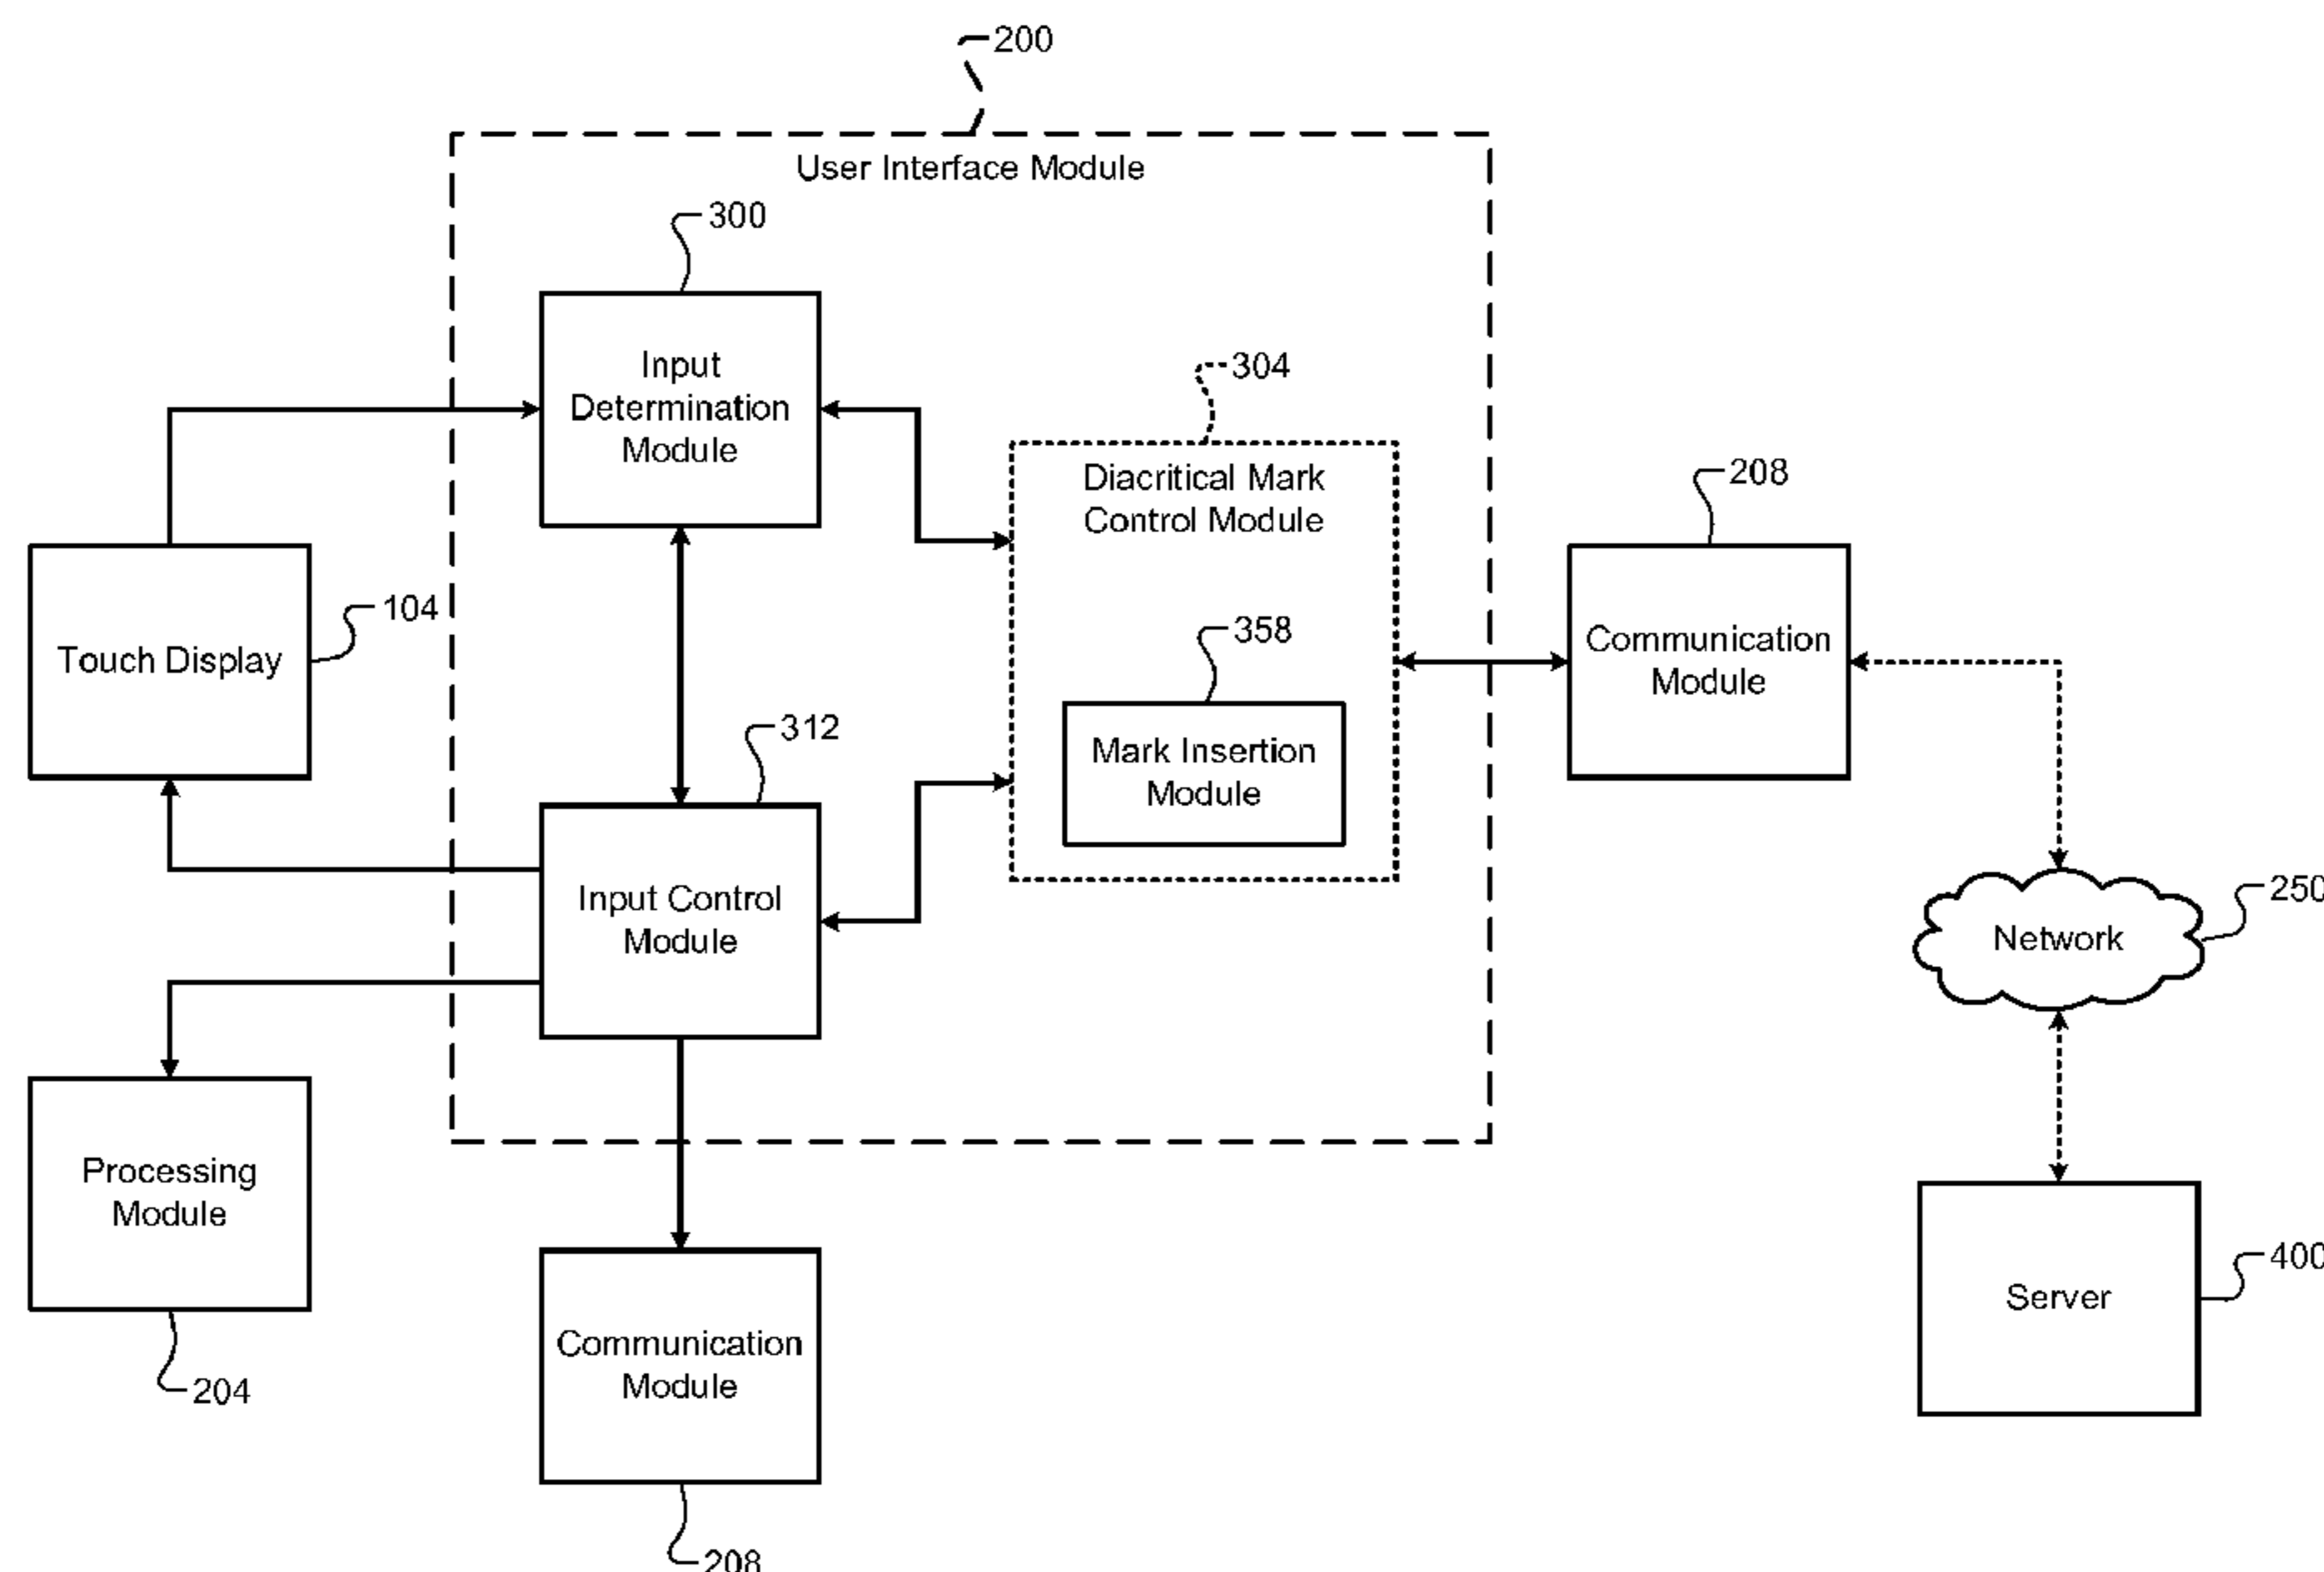 200
User Interface Module
300
Input
Determination
Module
304
Diacritical Mark
Control Module
208
Communication
Module
104
Touch Display
358
Mark Insertion
Module
312
Input Control
Module
250
Network
Processing
Module
204
400
Server
Communication
Module
208